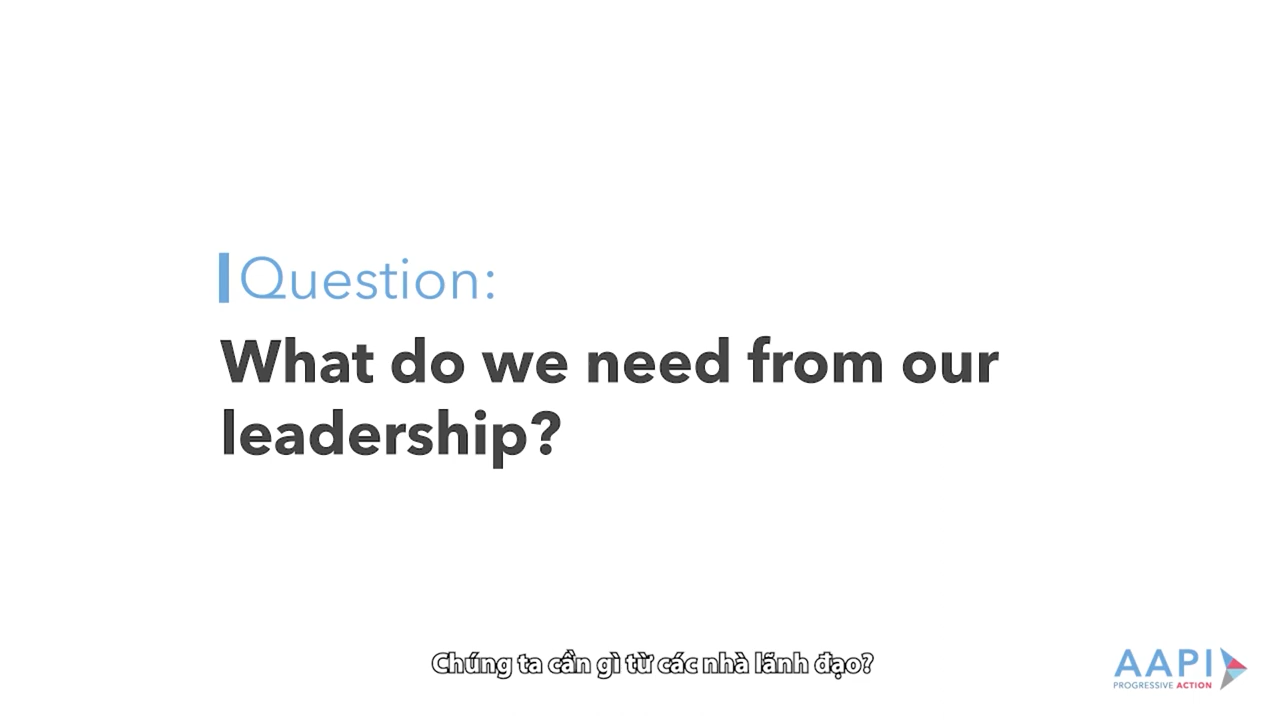 Question:
What do we need from our
leadership?
Chúng ta cần gì từ các nhà lãnh đạo?
AAPI
PROGRESSIVE ACTION